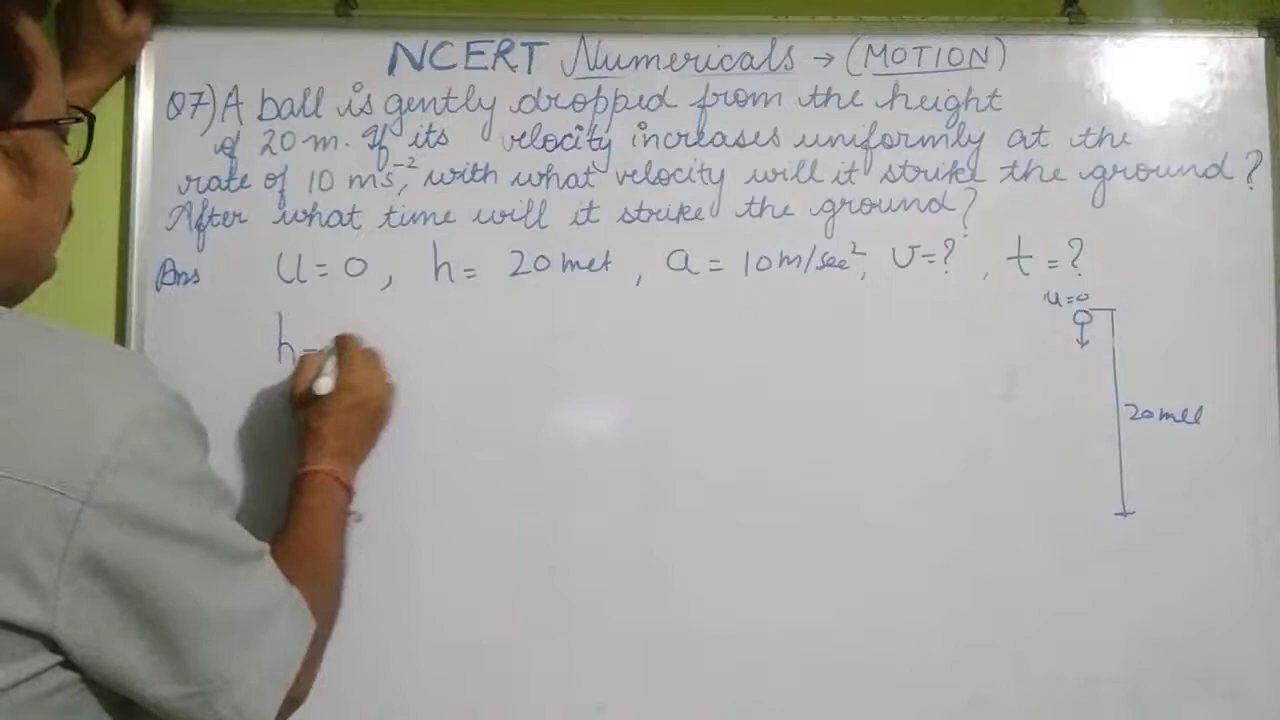 NCERT Numericals → (MOTION)
Q7) A ball is gently dropped from the height
of 20 m. If its velocity increases uniformly at the
rate of 10 ms⁻², with what velocity will it strike the ground?
After what time will it strike the ground?
Ans u = 0, h = 20 met, a = 10 m/sec², v = ?, t = ?
u=0
h =
20 met